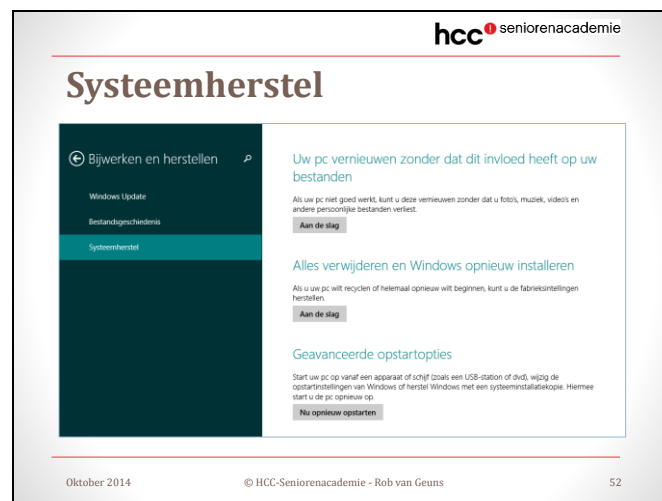 hcc! seniorenacademie
Systeemherstel
Bijwerken en herstellen
Windows Update
Bestandsgeschiedenis
Systeemherstel
Uw pc vernieuwen zonder dat dit invloed heeft op uw
bestanden
Als uw pc niet goed werkt, kunt u deze vernieuwen zonder dat u foto's, muziek, video's en
andere persoonlijke bestanden verliest.
Aan de slag
Alles verwijderen en Windows opnieuw installeren
Als u uw pc wilt recyclen of helemaal opnieuw wilt beginnen, kunt u de fabrieksintellingen
herstellen.
Aan de slag
Geavanceerde opstartopties
Start uw pc op vanaf een apparaat of schijf (zoals een USB-station of dvd), wijzig de
opstartinstellingen van Windows of herstel Windows met een systeeminstallatiekopie. Hiermee
start u de pc opnieuw op.
Nu opnieuw opstarten
Oktober 2014
© HCC-Seniorenacademie - Rob van Geuns
52